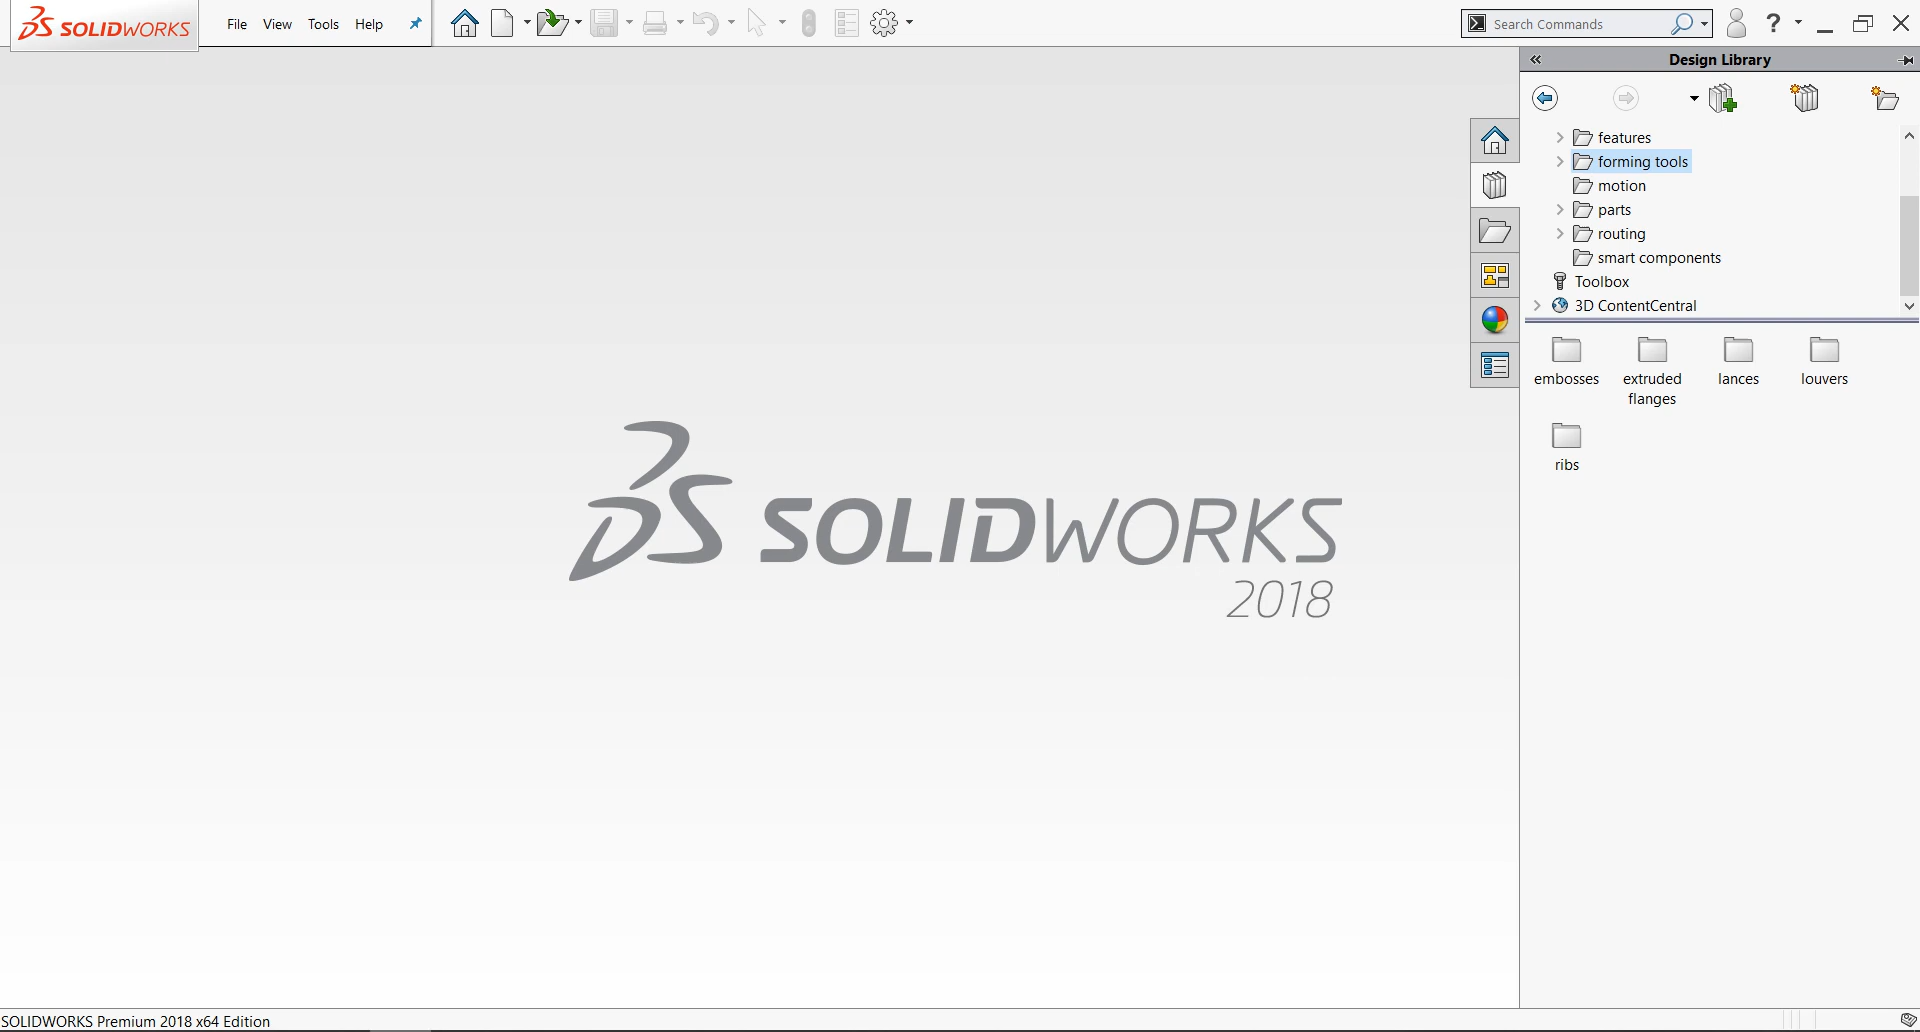 SOLIDWORKS File View Tools Help Search Commands ?
Design Library
features
forming tools
motion
parts
routing
smart components
Toolbox
3D ContentCentral
embosses extruded flanges lances louvers
ribs
SOLIDWORKS
2018
SOLIDWORKS Premium 2018 x64 Edition